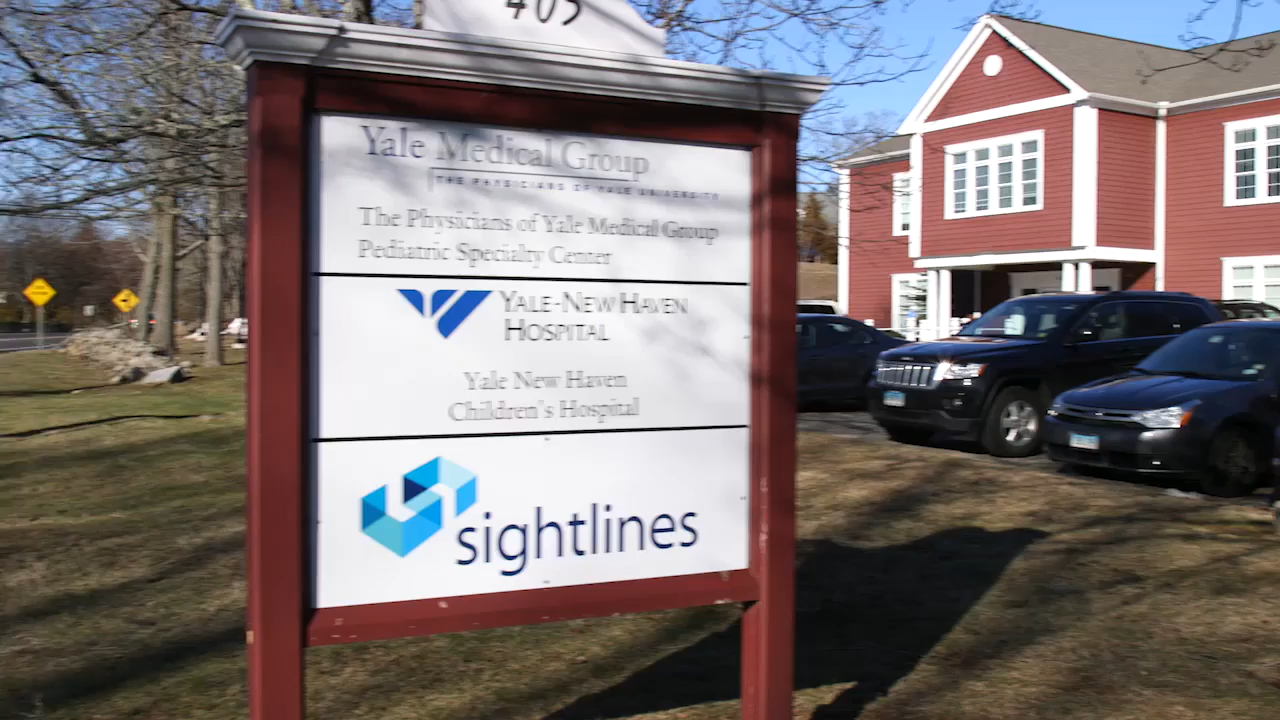 405
Yale Medical Group
THE PHYSICIANS OF YALE UNIVERSITY
The Physicians of Yale Medical Group
Pediatric Specialty Center
YALE-NEW HAVEN
HOSPITAL
Yale New Haven
Children's Hospital
sightlines